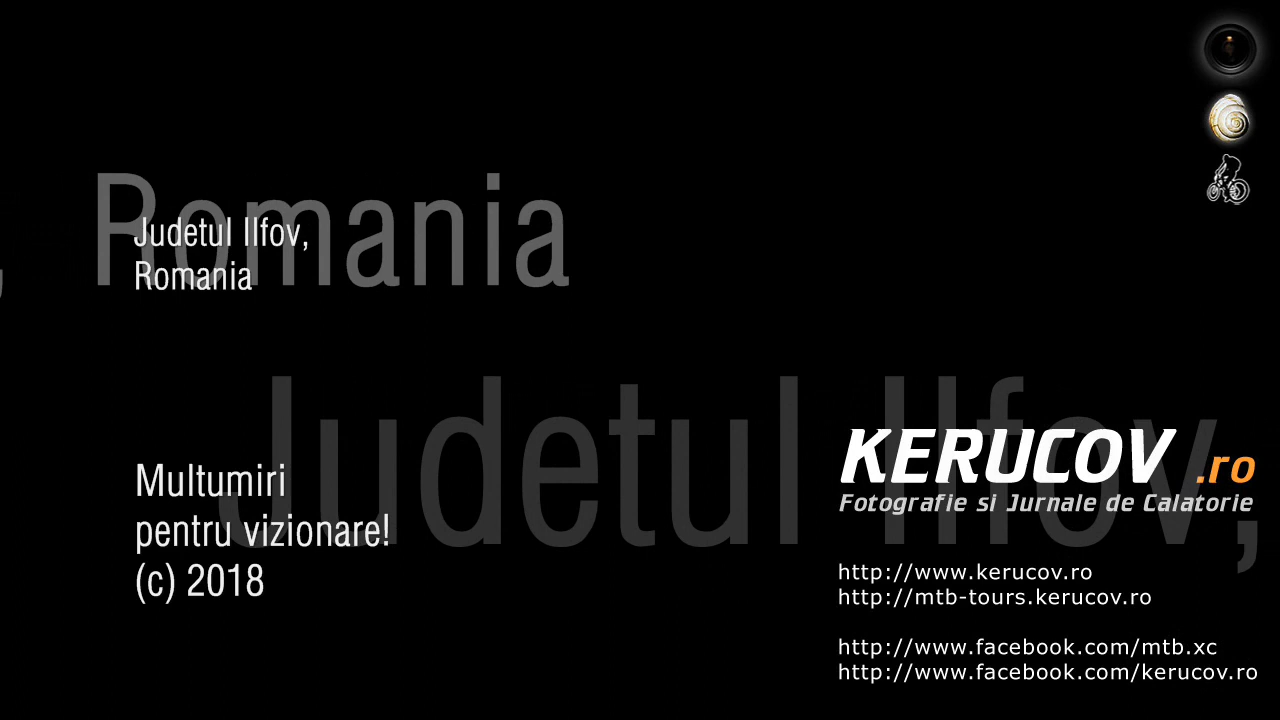 , Romania
Judetul Ilfov,
Romania
Judetul Ilfov,
Multumiri
pentru vizionare!
(c) 2018
KERUCOV .ro
Fotografie si Jurnale de Calatorie
http://www.kerucov.ro
http://mtb-tours.kerucov.ro
http://www.facebook.com/mtb.xc
http://www.facebook.com/kerucov.ro